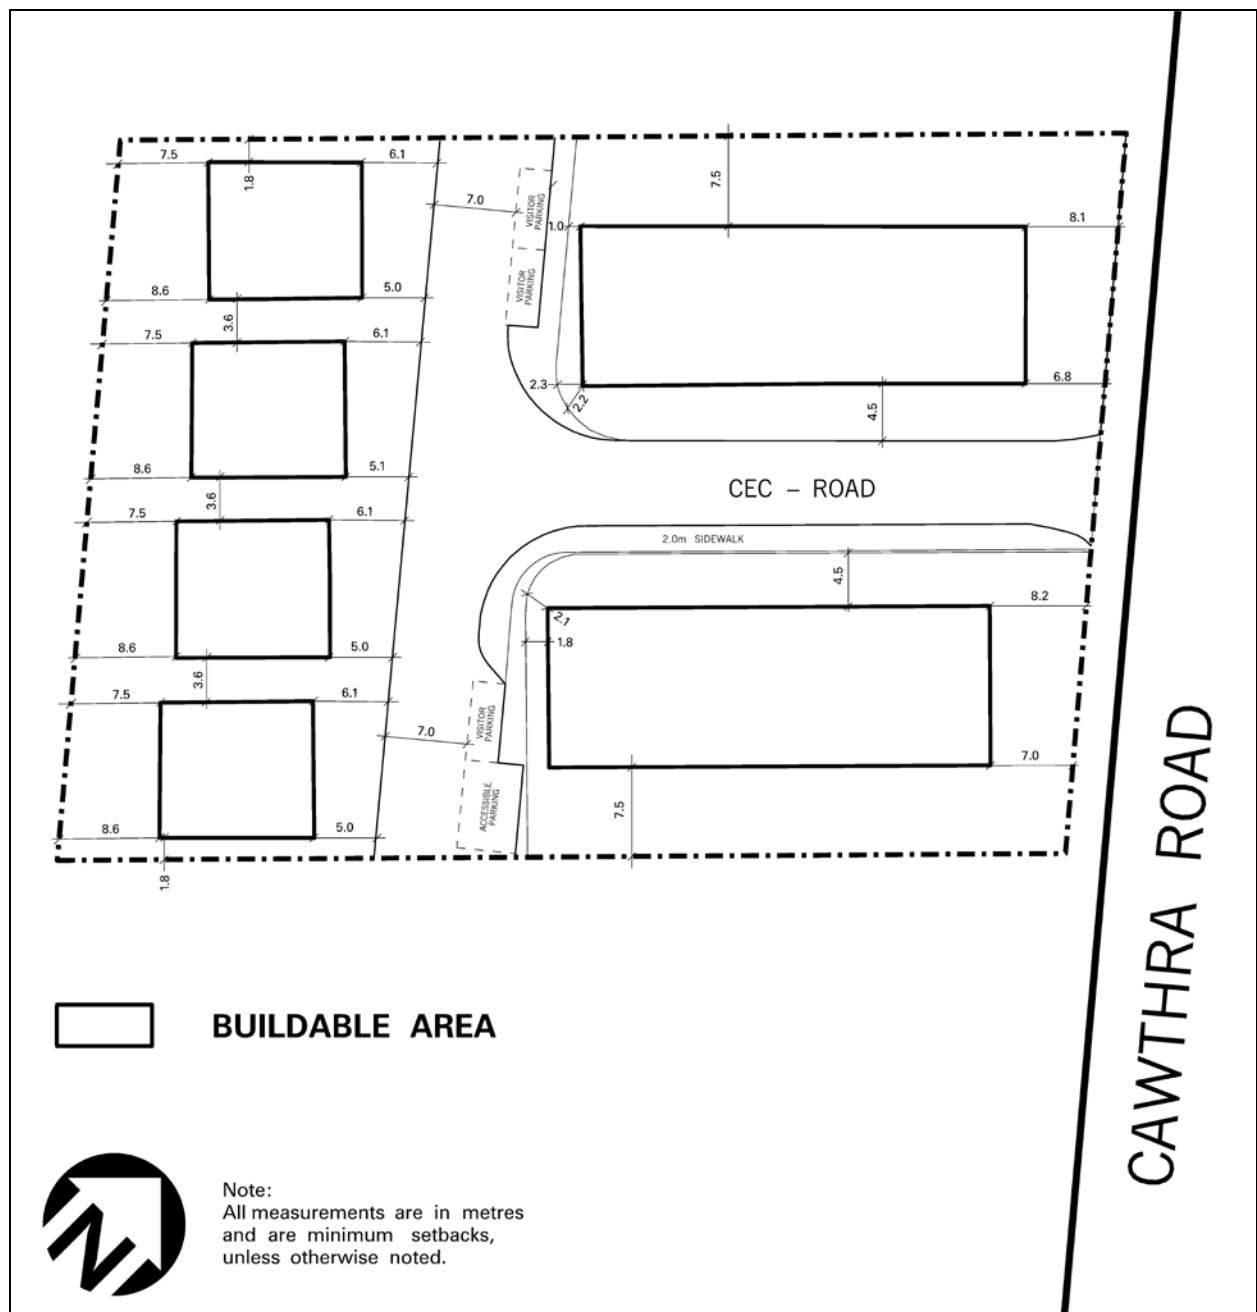 7.5
1.8
6.1
7.0
VISITOR
PARKING
7.5
1.0
8.1
8.6
5.0
VISITOR
PARKING
3.6
7.5
6.1
2.3
2.2
4.5
6.8
8.6
5.1
3.6
CEC – ROAD
7.5
6.1
2.0m SIDEWALK
4.5
8.2
2.1
1.8
8.6
5.0
3.6
7.5
6.1
7.0
VISITOR
PARKING
7.0
ACCESSIBLE
PARKING
7.5
8.6
5.0
1.8
CAWTHRA ROAD
BUILDABLE AREA
N
Note:
All measurements are in metres
and are minimum setbacks,
unless otherwise noted.